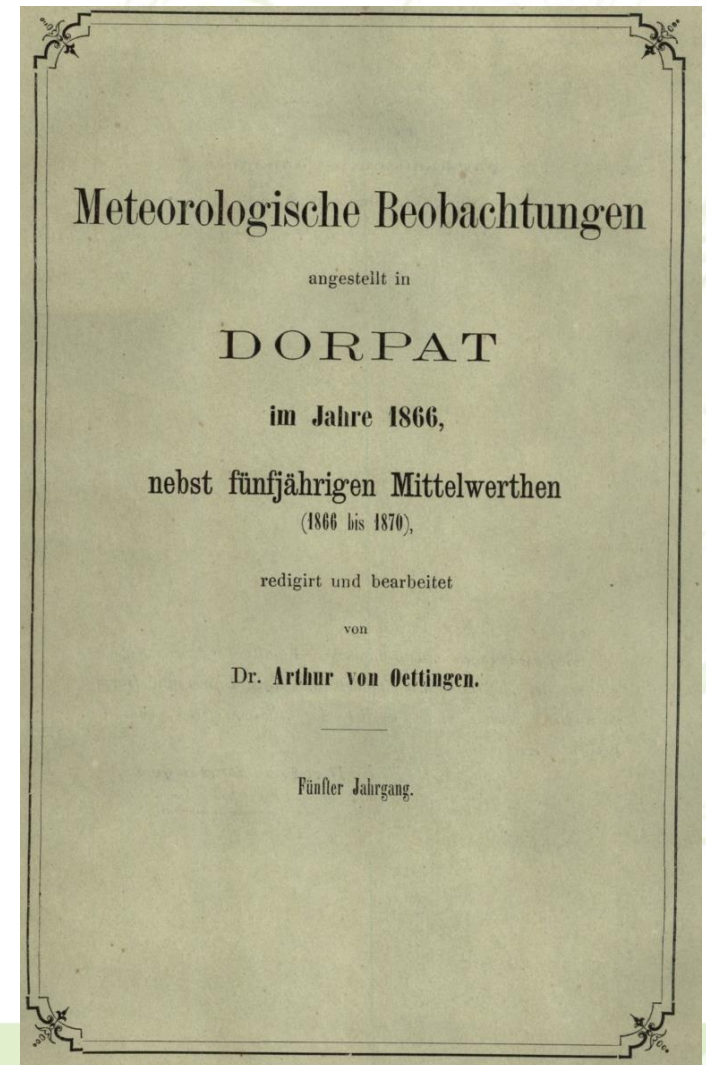 Meteorologische Beobachtungen
angestellt in
DORPAT
im Jahre 1866,
nebst fünfjährigen Mittelwerthen
(1866 bis 1870),
redigirt und bearbeitet
von
Dr. Arthur von Oettingen.
Fünfter Jahrgang.